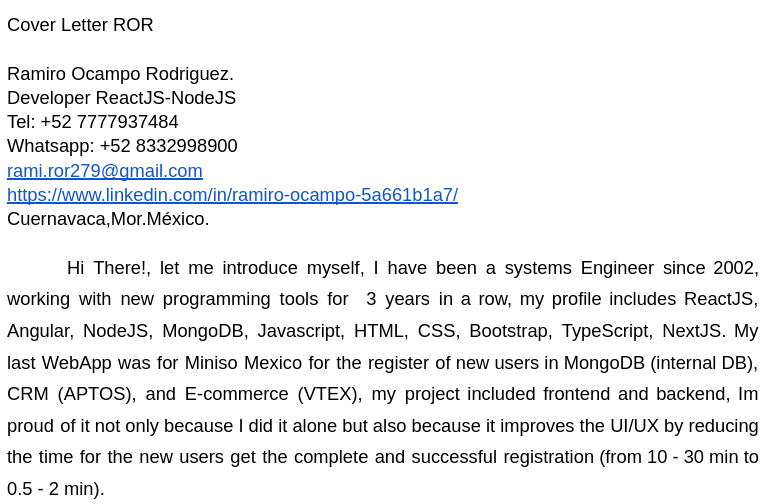 Cover Letter ROR
Ramiro Ocampo Rodriguez.
Developer ReactJS-NodeJS
Tel: +52 7777937484
Whatsapp: +52 8332998900
rami.ror279@gmail.com
https://www.linkedin.com/in/ramiro-ocampo-5a661b1a7/
Cuernavaca,Mor.México.
Hi There!, let me introduce myself, I have been a systems Engineer since 2002,
working with new programming tools for 3 years in a row, my profile includes ReactJS,
Angular, NodeJS, MongoDB, Javascript, HTML, CSS, Bootstrap, TypeScript, NextJS. My
last WebApp was for Miniso Mexico for the register of new users in MongoDB (internal DB),
CRM (APTOS), and E-commerce (VTEX), my project included frontend and backend, Im
proud of it not only because I did it alone but also because it improves the UI/UX by reducing
the time for the new users get the complete and successful registration (from 10 - 30 min to
0.5 - 2 min).